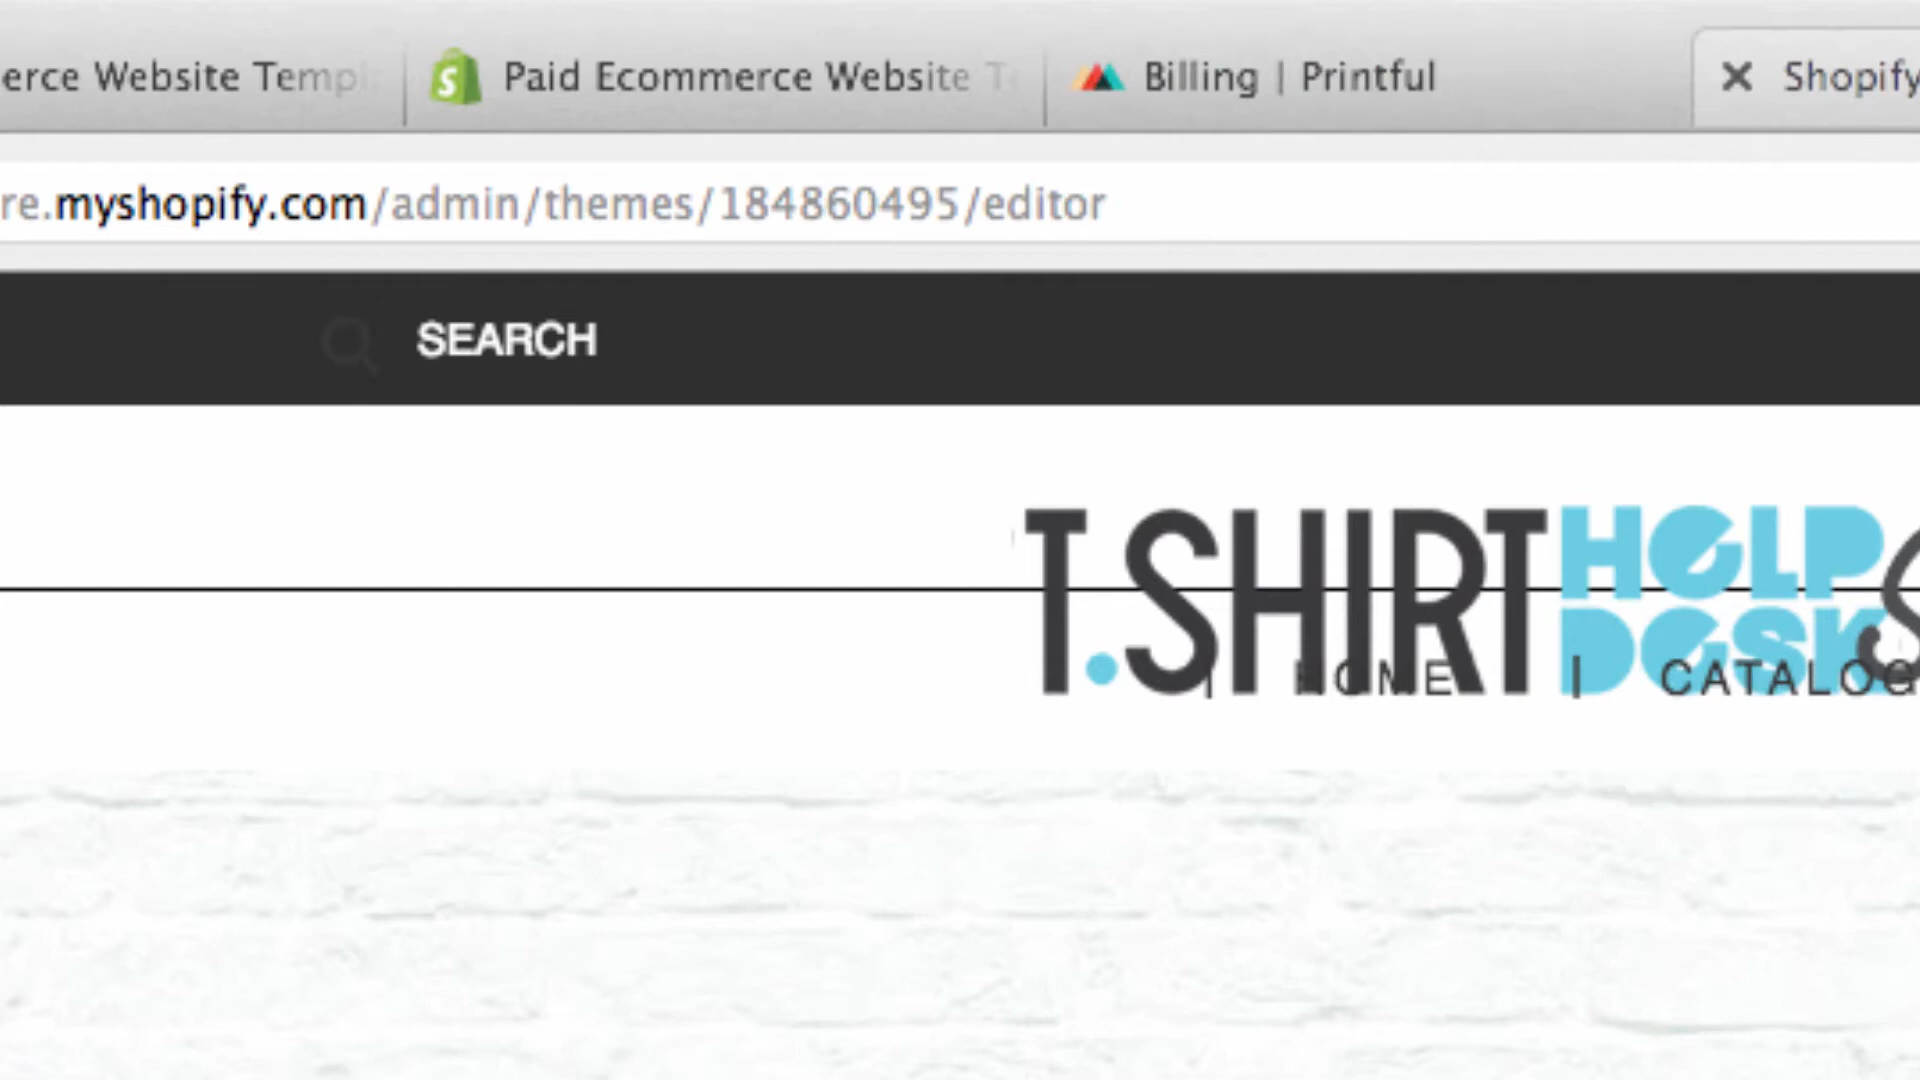 erce Website Templ
Paid Ecommerce Website T
Billing | Printful
Shopify
re.myshopify.com/admin/themes/184860495/editor
SEARCH
T.SHIRT HELP
DESK
| HOME | CATALOG